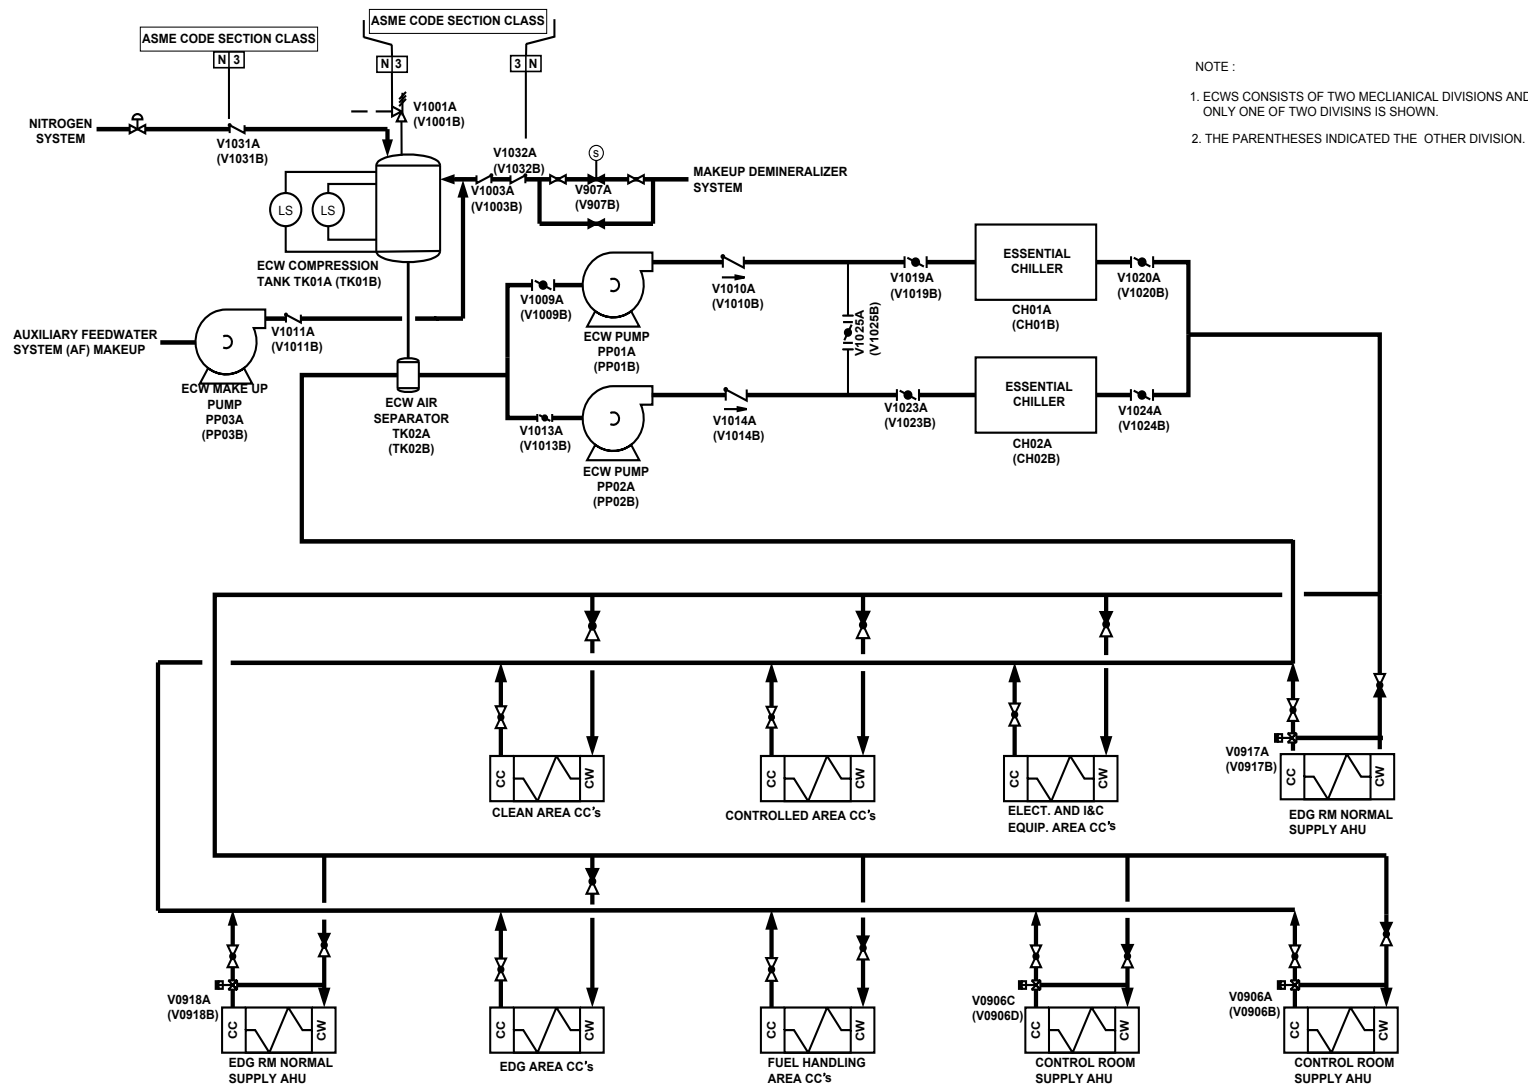 ASME CODE SECTION CLASS
N 3
ASME CODE SECTION CLASS
N 3
3 N
NOTE :
1. ECWS CONSISTS OF TWO MECLIANICAL DIVISIONS AND
ONLY ONE OF TWO DIVISINS IS SHOWN.
2. THE PARENTHESES INDICATED THE OTHER DIVISION.
NITROGEN
SYSTEM
V1031A
(V1031B)
V1001A
(V1001B)
V1032A
(V1032B)
V1003A
(V1003B)
S
V907A
(V907B)
MAKEUP DEMINERALIZER
SYSTEM
LS
LS
ECW COMPRESSION
TANK TK01A (TK01B)
AUXILIARY FEEDWATER
SYSTEM (AF) MAKEUP
V1011A
(V1011B)
ECW MAKE UP
PUMP
PP03A
(PP03B)
ECW AIR
SEPARATOR
TK02A
(TK02B)
V1009A
(V1009B)
ECW PUMP
PP01A
(PP01B)
V1010A
(V1010B)
V1025A
(V1025B)
V1019A
(V1019B)
ESSENTIAL
CHILLER
CH01A
(CH01B)
V1020A
(V1020B)
V1013A
(V1013B)
ECW PUMP
PP02A
(PP02B)
V1014A
(V1014B)
V1023A
(V1023B)
ESSENTIAL
CHILLER
CH02A
(CH02B)
V1024A
(V1024B)
CC
CW
CLEAN AREA CC's
CC
CW
CONTROLLED AREA CC's
CC
CW
ELECT. AND I&C
EQUIP. AREA CC's
V0917A
(V0917B)
CC
CW
EDG RM NORMAL
SUPPLY AHU
V0918A
(V0918B)
CC
CW
EDG RM NORMAL
SUPPLY AHU
CC
CW
EDG AREA CC's
CC
CW
FUEL HANDLING
AREA CC's
V0906C
(V0906D)
CC
CW
CONTROL ROOM
SUPPLY AHU
V0906A
(V0906B)
CC
CW
CONTROL ROOM
SUPPLY AHU